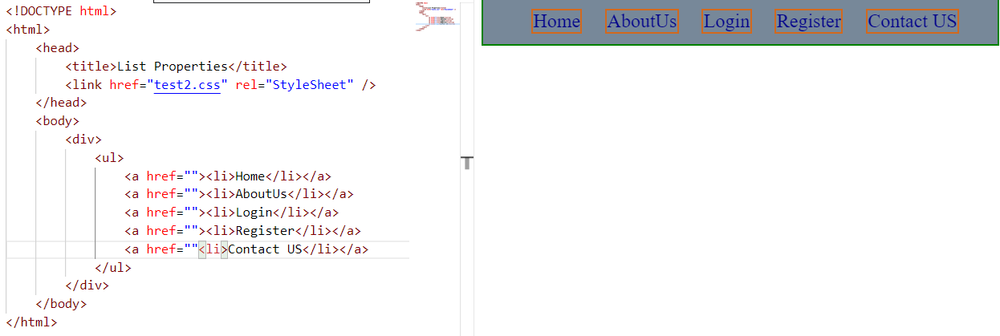 <!DOCTYPE html>
<html>
<head>
<title>List Properties</title>
<link href="test2.css" rel="StyleSheet" />
</head>
<body>
<div>
<ul>
<a href=""><li>Home</li></a>
<a href=""><li>AboutUs</li></a>
<a href=""><li>Login</li></a>
<a href=""><li>Register</li></a>
<a href=""<li>Contact US</li></a>
</ul>
</div>
</body>
</html>
Home AboutUs Login Register Contact US